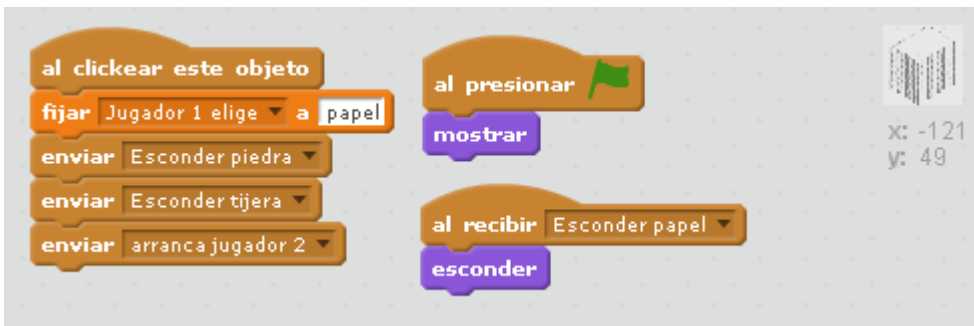 al clickear este objeto
fijar Jugador 1 elige a papel
enviar Esconder piedra
enviar Esconder tijera
enviar arranca jugador 2
al presionar
mostrar
al recibir Esconder papel
esconder
x: -121
y: 49